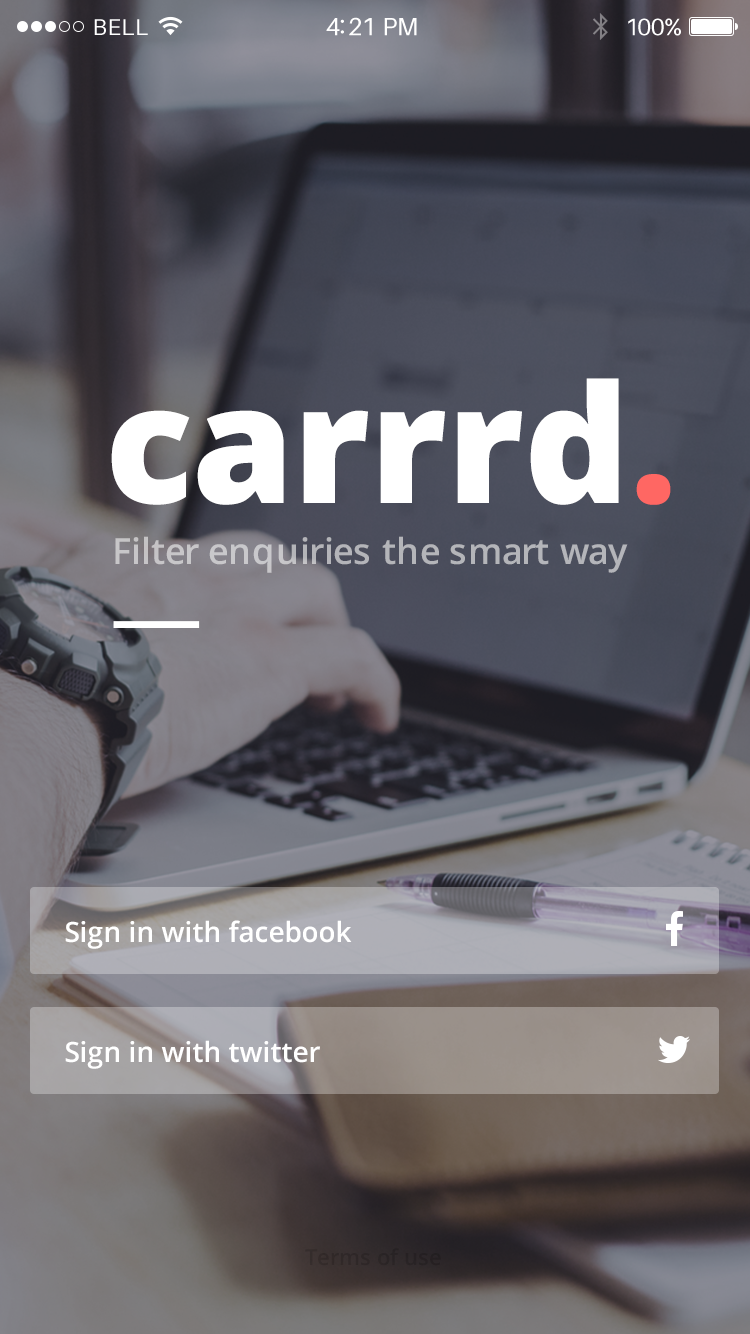 BELL 4:21 PM 100%
carrrd.
Filter enquiries the smart way
Sign in with facebook
Sign in with twitter
Terms of use